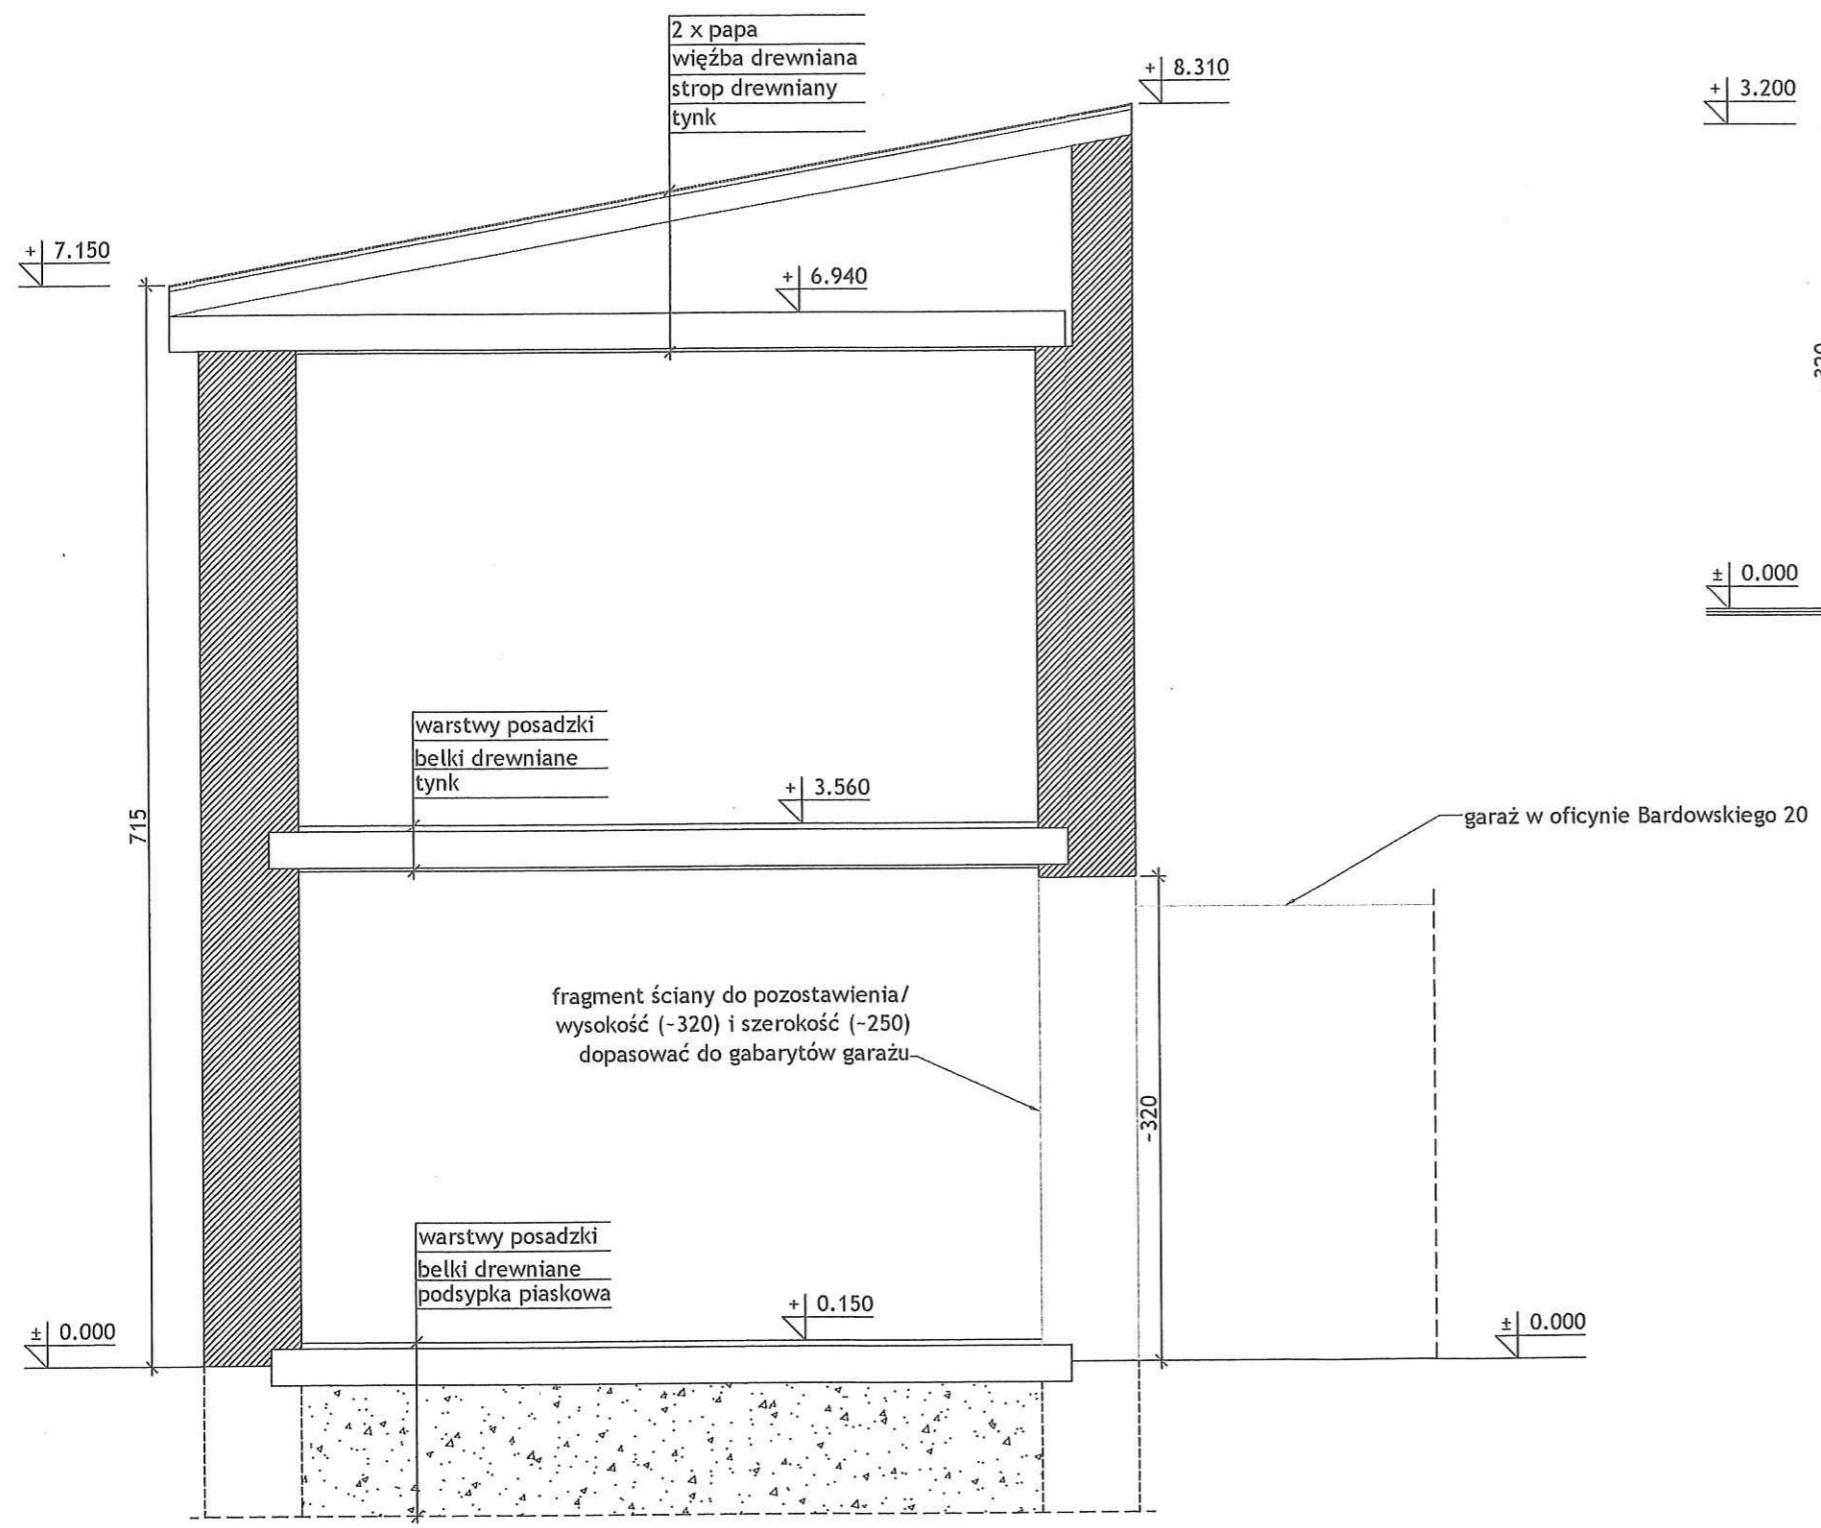 2 x papa
więźba drewniana
strop drewniany
tynk
+ 8.310
+ 3.200
+ 7.150
+ 6.940
320
± 0.000
warstwy posadzki
belki drewniane
tynk
+ 3.560
715
garaż w oficynie Bardowskiego 20
fragment ściany do pozostawienia/
wysokość (~320) i szerokość (~250)
dopasować do gabarytów garażu
~320
warstwy posadzki
belki drewniane
podsypka piaskowa
+ 0.150
± 0.000
± 0.000